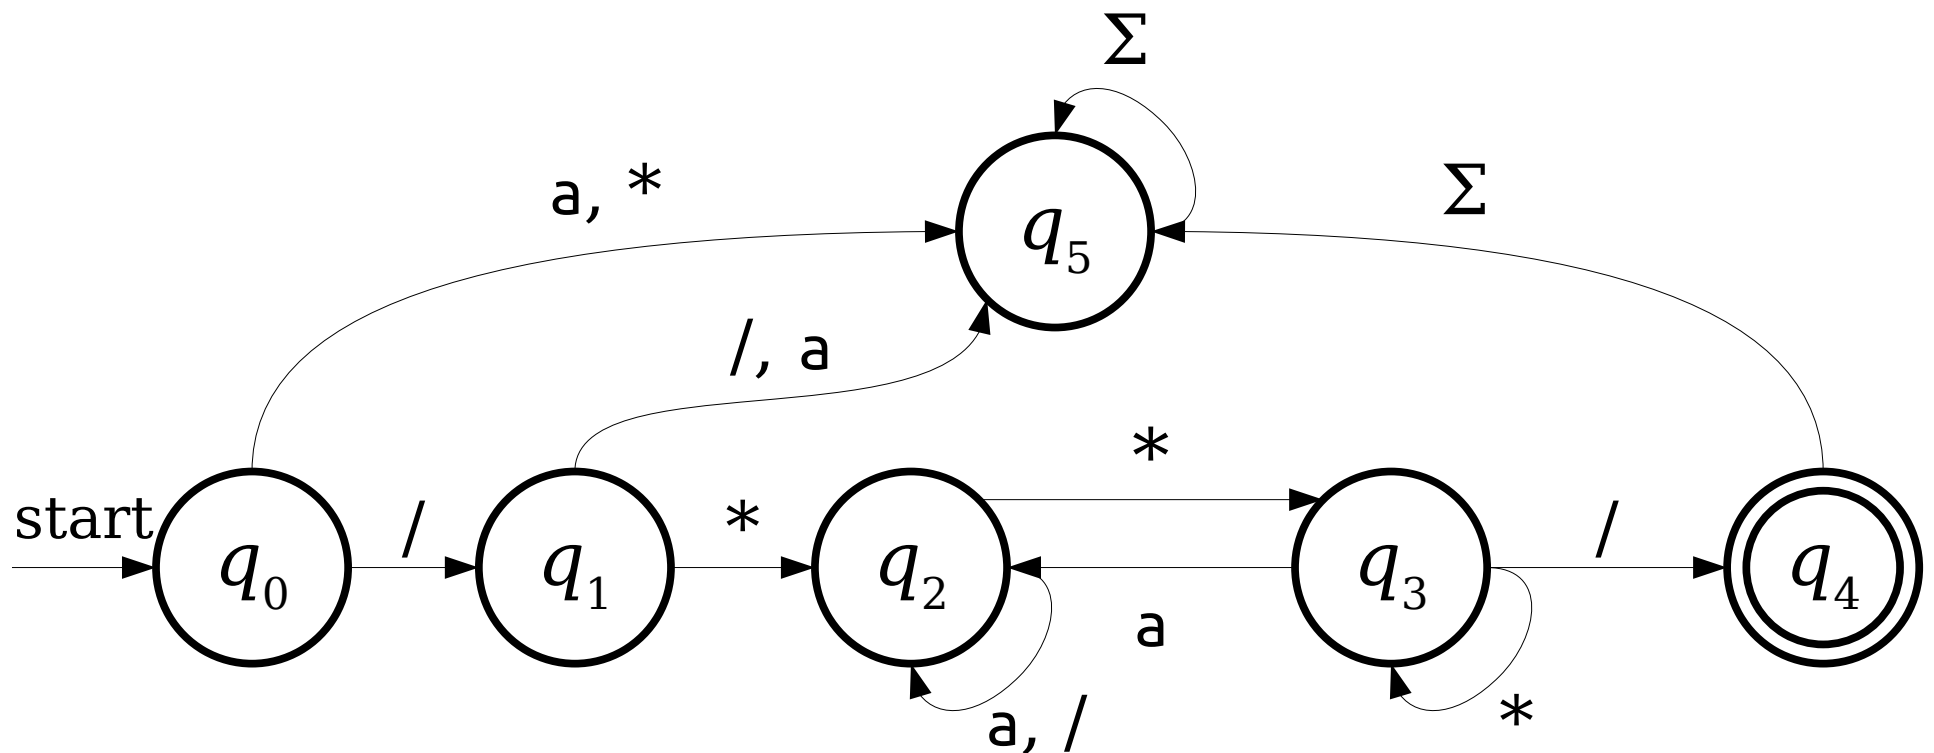 Σ
a, *
Σ
q₅
/, a
*
start
/
*
/
q₀
q₁
q₂
q₃
q₄
a
a, /
*